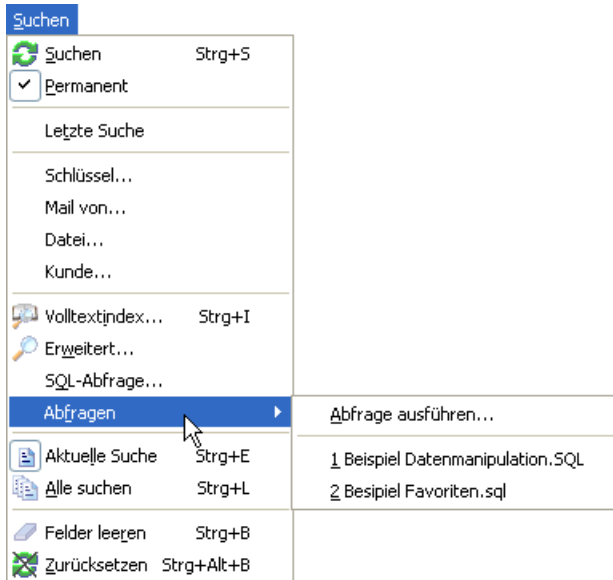 Suchen
Suchen Strg+S
Permanent
Letzte Suche
Schlüssel...
Mail von...
Datei...
Kunde...
Volltextindex... Strg+I
Erweitert...
SQL-Abfrage...
Abfragen
Abfrage ausführen...
Aktuelle Suche Strg+E
1 Beispiel Datenmanipulation.SQL
Alle suchen Strg+L
2 Besipiel Favoriten.sql
Felder leeren Strg+B
Zurücksetzen Strg+Alt+B